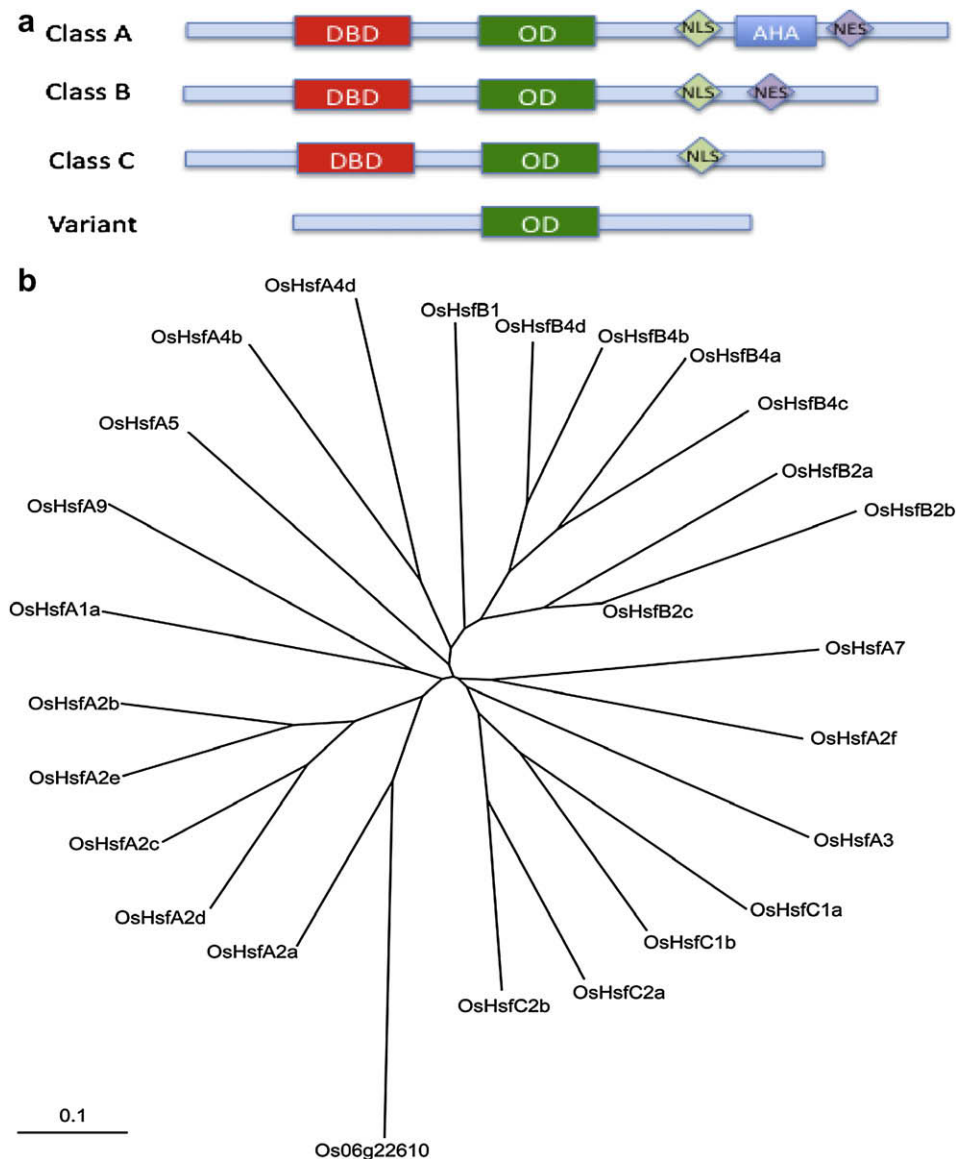 a
Class A DBD OD NLS AHA NES
Class B DBD OD NLS NES
Class C DBD OD NLS
Variant OD
b
OsHsfA4d
OsHsfB1
OsHsfB4d
OsHsfB4b
OsHsfA4b
OsHsfB4a
OsHsfB4c
OsHsfA5
OsHsfB2a
OsHsfA9
OsHsfB2b
OsHsfA1a
OsHsfB2c
OsHsfA7
OsHsfA2b
OsHsfA2f
OsHsfA2e
OsHsfA2c
OsHsfA3
OsHsfA2d
OsHsfC1a
OsHsfA2a
OsHsfC1b
OsHsfC2a
OsHsfC2b
0.1
Os06g22610